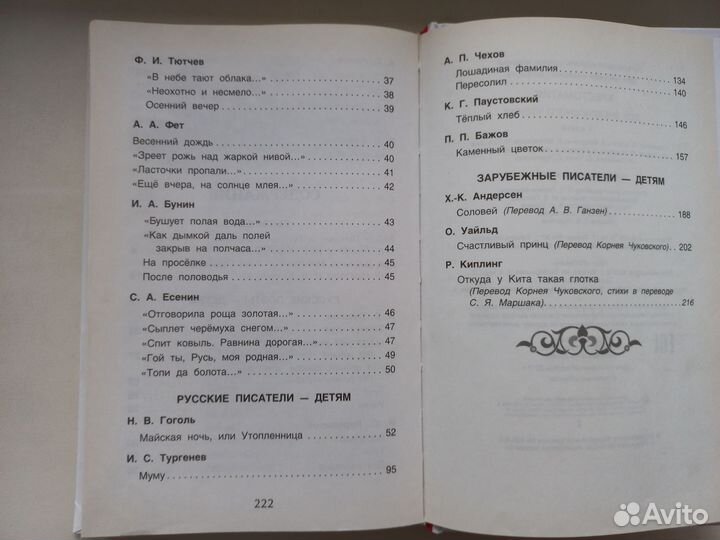 Ф. И. Тютчев
«В небе тают облака...» 37
«Неохотно и несмело...» 38
Осенний вечер 39
А. А. Фет
Весенний дождь 40
«Зреет рожь над жаркой нивой...» 40
«Ласточки пропали...» 41
«Ещё вчера, на солнце млея...» 42
И. А. Бунин
«Бушует полая вода...» 43
«Как дымкой даль полей
закрыв на полчаса...» 44
На просёлке 45
После половодья 45
С. А. Есенин
«Отговорила роща золотая...» 46
«Сыплет черёмуха снегом...» 47
«Спит ковыль. Равнина дорогая...» 47
«Гой ты, Русь, моя родная...» 49
«Топи да болота...» 50
РУССКИЕ ПИСАТЕЛИ — ДЕТЯМ
Н. В. Гоголь
Майская ночь, или Утопленница 52
И. С. Тургенев
Муму 95
222
А. П. Чехов
Лошадиная фамилия 134
Пересолил 140
К. Г. Паустовский
Тёплый хлеб 146
П. П. Бажов
Каменный цветок 157
ЗАРУБЕЖНЫЕ ПИСАТЕЛИ — ДЕТЯМ
Х.-К. Андерсен
Соловей (Перевод А. В. Ганзен) 188
О. Уайльд
Счастливый принц (Перевод Корнея Чуковского) 202
Р. Киплинг
Откуда у Кита такая глотка
(Перевод Корнея Чуковского, стихи в переводе
С. Я. Маршака) 216
Avito